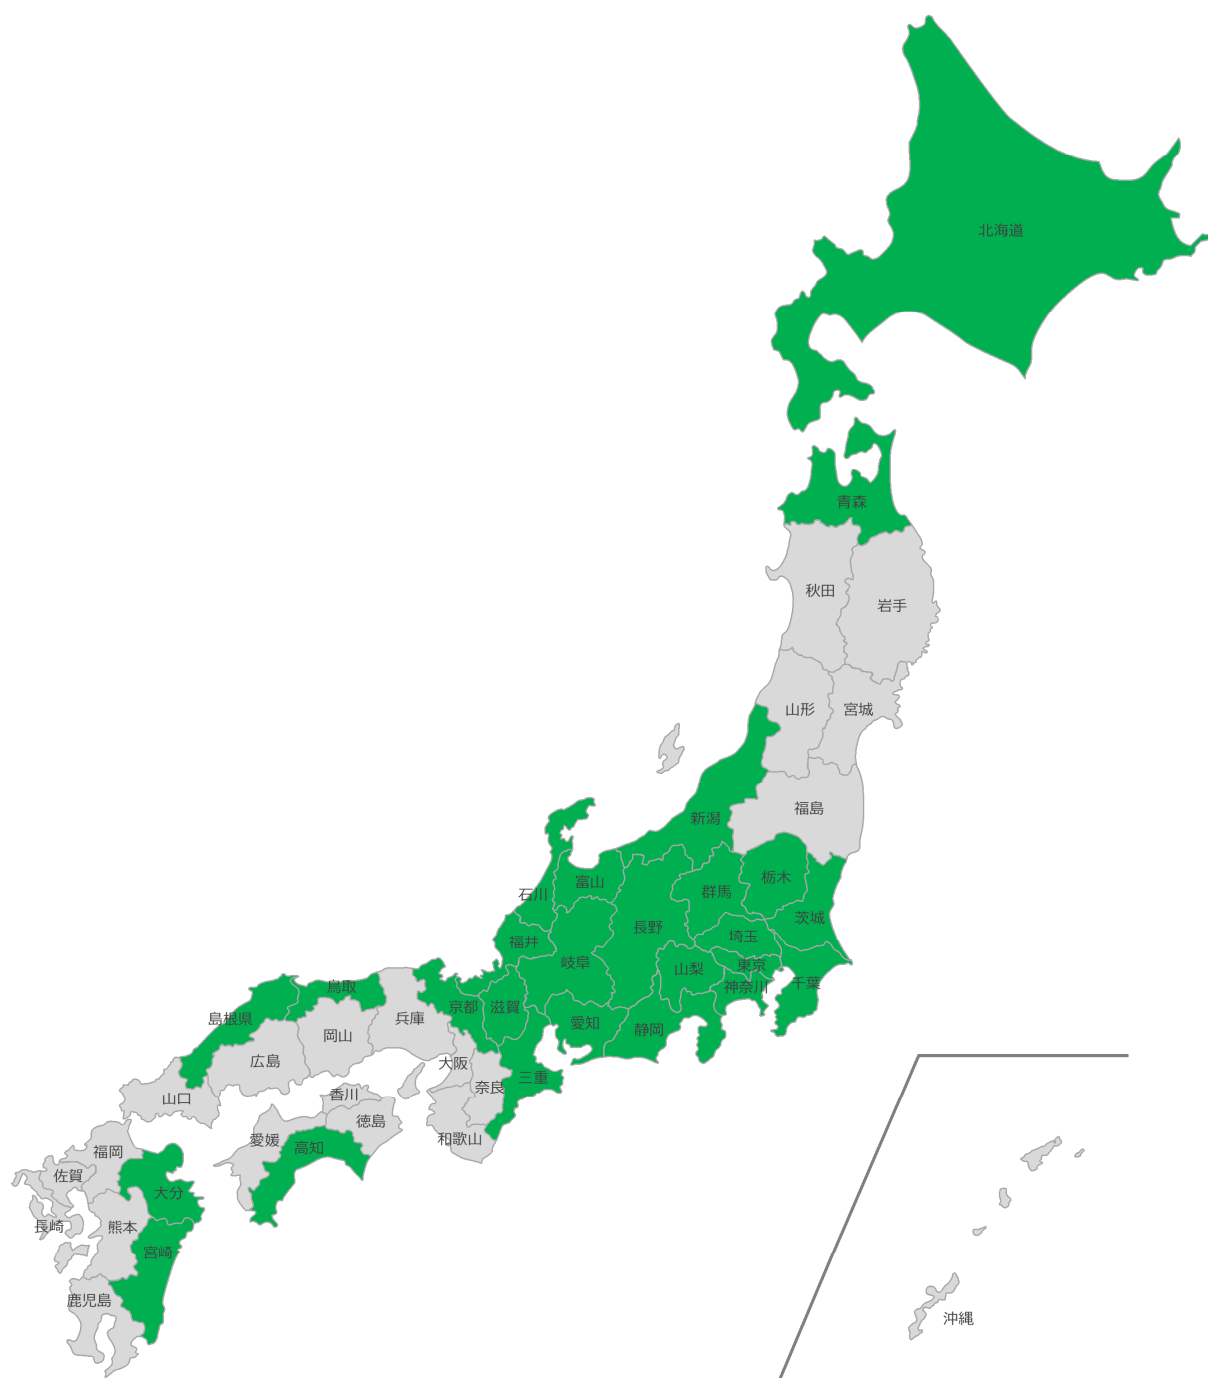 北海道
青森
秋田
岩手
山形
宮城
福島
新潟
栃木
群馬
富山
石川
茨城
長野
埼玉
福井
岐阜
東京
山梨
千葉
神奈川
鳥取
京都
滋賀
島根県
兵庫
愛知
静岡
岡山
広島
大阪
三重
奈良
香川
山口
徳島
愛媛
和歌山
高知
福岡
佐賀
大分
長崎
熊本
宮崎
鹿児島
沖縄